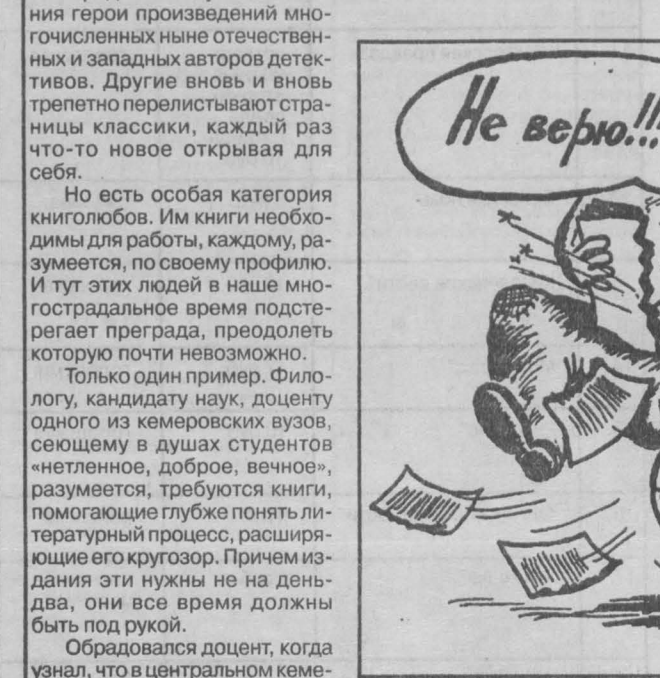 ния герои произведений мно-
гочисленных ныне отечествен-
ных и западных авторов детек-
тивов. Другие вновь и вновь
трепетно перелистывают стра-
ницы классики, каждый раз
что-то новое открывая для
себя.
Но есть особая категория
книголюбов. Им книги необхо-
димы для работы, каждому, ра-
зумеется, по своему профилю.
И тут этих людей в наше мно-
гострадальное время подсте-
регает преграда, преодолеть
которую почти невозможно.
Только один пример. Фило-
логу, кандидату наук, доценту
одного из кемеровских вузов,
сеющему в душах студентов
«нетленное, доброе, вечное»,
разумеется, требуются книги,
помогающие глубже понять ли-
тературный процесс, расширя-
ющие его кругозор. Причем из-
дания эти нужны не на день-
два, они все время должны
быть под рукой.
Обрадовался доцент, когда
узнал, что в центральном кеме-
Не верю!!!